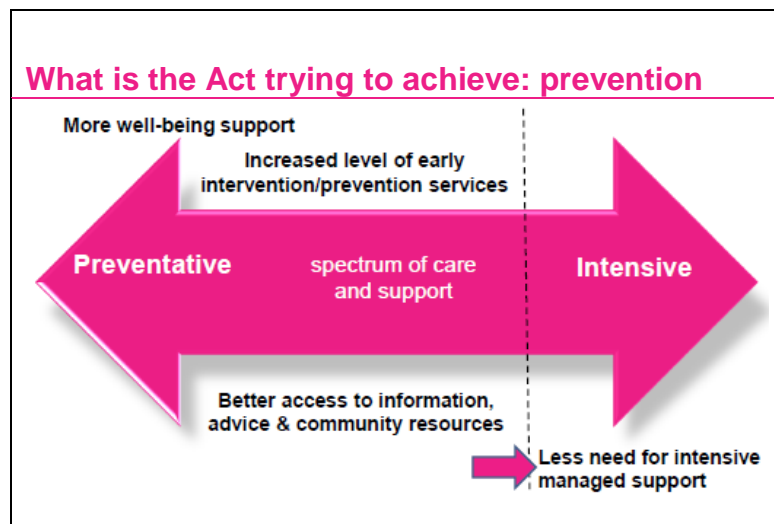 What is the Act trying to achieve: prevention
More well-being support
Increased level of early
intervention/prevention services
Preventative
spectrum of care
and support
Intensive
Better access to information,
advice & community resources
Less need for intensive
managed support